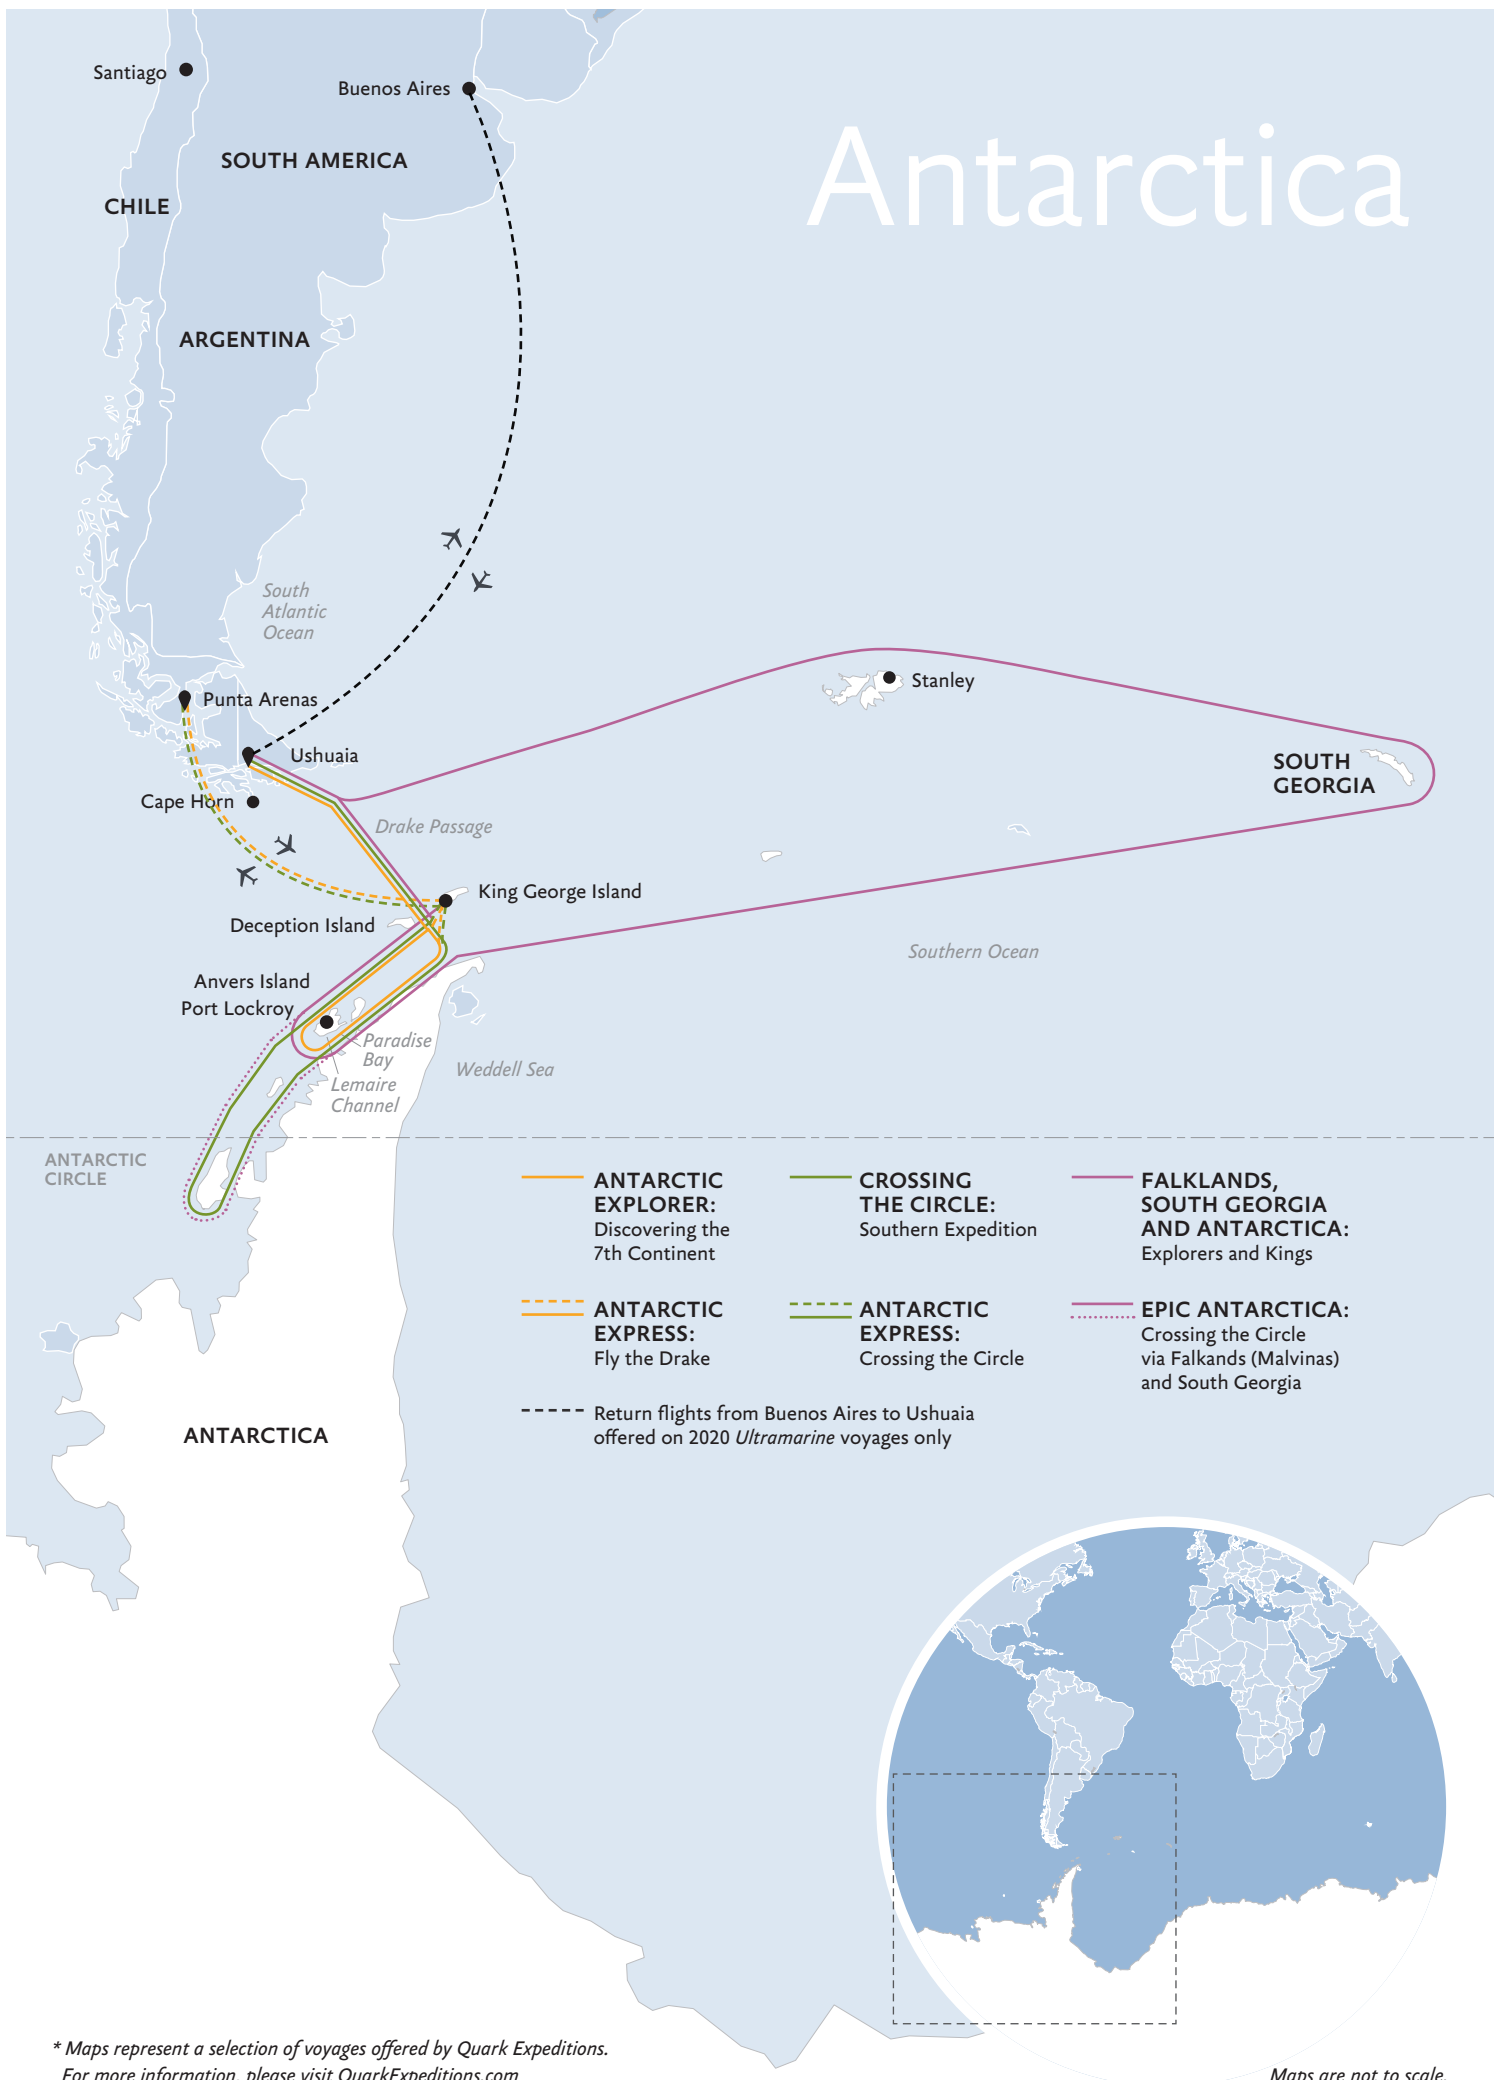 Antarctica
Santiago
Buenos Aires
SOUTH AMERICA
CHILE
ARGENTINA
South
Atlantic
Ocean
Punta Arenas
Ushuaia
Cape Horn
Drake Passage
Stanley
SOUTH
GEORGIA
King George Island
Deception Island
Southern Ocean
Anvers Island
Port Lockroy
Paradise
Bay
Lemaire
Channel
Weddell Sea
ANTARCTIC
CIRCLE
ANTARCTIC
EXPLORER:
Discovering the
7th Continent
CROSSING
THE CIRCLE:
Southern Expedition
FALKLANDS,
SOUTH GEORGIA
AND ANTARCTICA:
Explorers and Kings
ANTARCTIC
EXPRESS:
Fly the Drake
ANTARCTIC
EXPRESS:
Crossing the Circle
EPIC ANTARCTICA:
Crossing the Circle
via Falkands (Malvinas)
and South Georgia
Return flights from Buenos Aires to Ushuaia
offered on 2020 Ultramarine voyages only
ANTARCTICA
* Maps represent a selection of voyages offered by Quark Expeditions.
For more information, please visit QuarkExpeditions.com
Maps are not to scale.